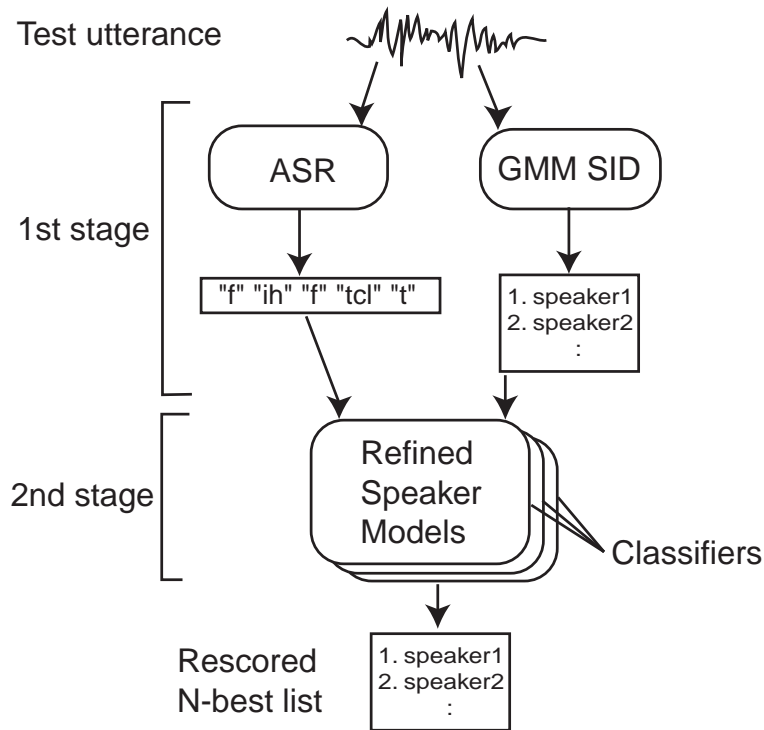 Test utterance
ASR
GMM SID
1st stage
"f" "ih" "f" "tcl" "t"
1. speaker1
2. speaker2
:
Refined
Speaker
Models
2nd stage
Classifiers
Rescored
N-best list
1. speaker1
2. speaker2
: